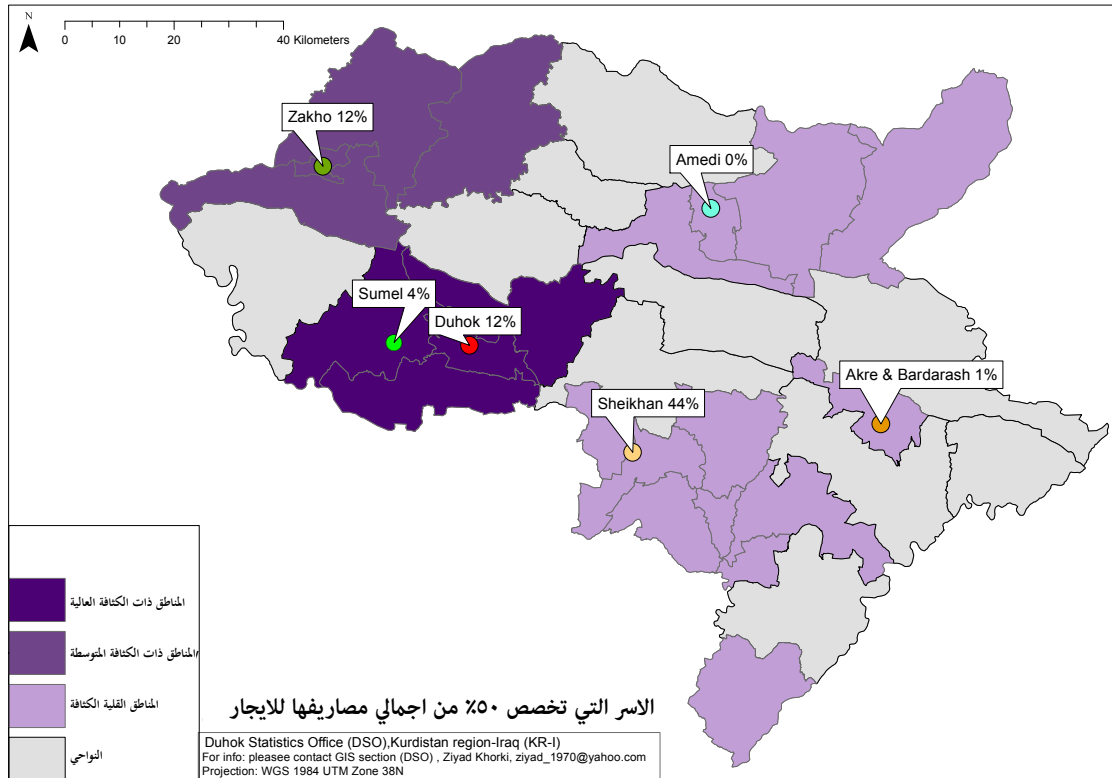 N
0 10 20 40 Kilometers
Zakho 12%
Amedi 0%
Sumel 4%
Duhok 12%
Akre & Bardarash 1%
Sheikhan 44%
المناطق ذات الكثافة العالية
المناطق ذات الكثافة المتوسطة
المناطق القلية الكثافة
النواحي
الاسر التي تخصص ٥٠٪ من اجمالي مصاريفها للايجار
Duhok Statistics Office (DSO),Kurdistan region-Iraq (KR-I)
For info: pleasee contact GIS section (DSO) , Ziyad Khorki, ziyad_1970@yahoo.com
Projection: WGS 1984 UTM Zone 38N